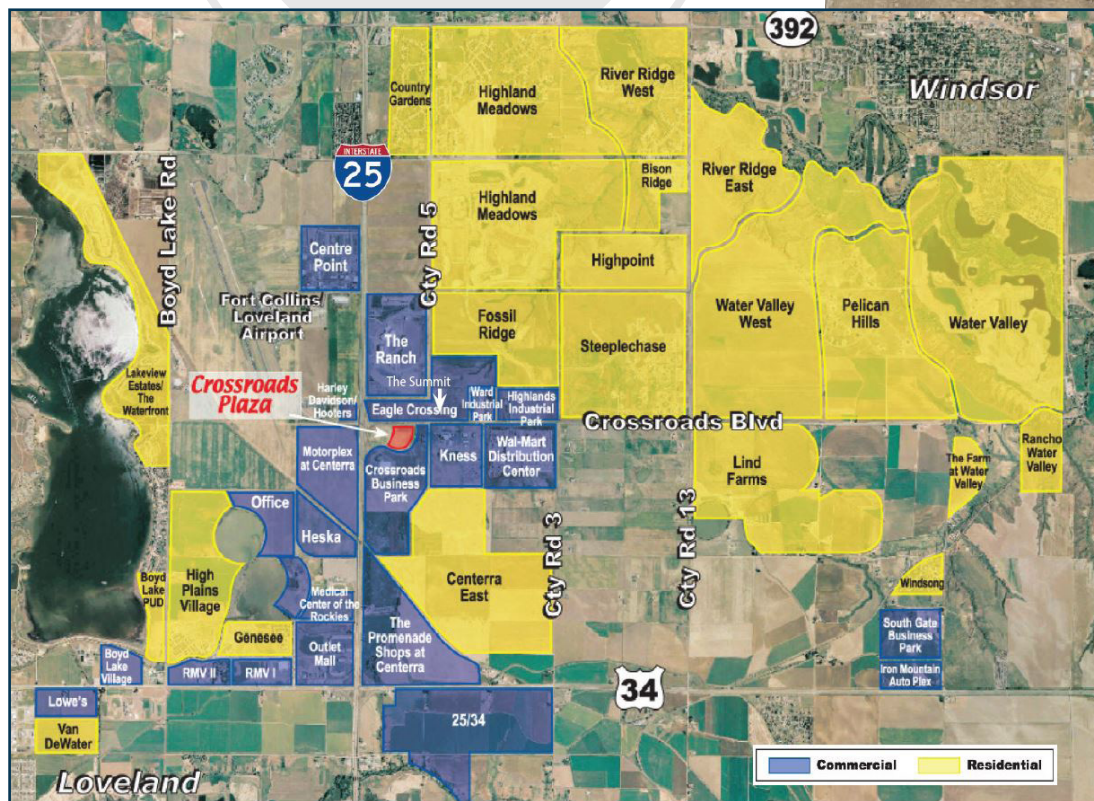 392
Windsor
Country
Gardens
Highland
Meadows
River Ridge
West
INTERSTATE
25
Boyd Lake Rd
Cty Rd 5
Bison
Ridge
River Ridge
East
Highland
Meadows
Centre
Point
Highpoint
Fort Collins
Loveland
Airport
Fossil
Ridge
Water Valley
West
Pelican
Hills
Water Valley
The
Ranch
Steeplechase
Lakeview
Estates/
The
Waterfront
Crossroads
Plaza
Harley
Davidson/
Hooters
The Summit
Eagle Crossing
Ward
Industrial
Park
Highlands
Industrial
Park
Crossroads Blvd
Motorplex
at Centerra
Crossroads
Business
Park
Kness
Wal-Mart
Distribution
Center
Lind
Farms
The Farm
at Water
Valley
Rancho
Water
Valley
Office
Heska
Cty Rd 3
Cty Rd 13
Boyd
Lake
PUD
High
Plains
Village
Medical
Center of the
Rockies
Centerra
East
Windsong
Genesee
The
Promenade
Shops at
Centerra
South Gate
Business
Park
Boyd
Lake
Village
RMV II
RMV I
Outlet
Mall
Iron Mountain
Auto Plex
34
Lowe's
25/34
Van
DeWater
Loveland
Commercial
Residential